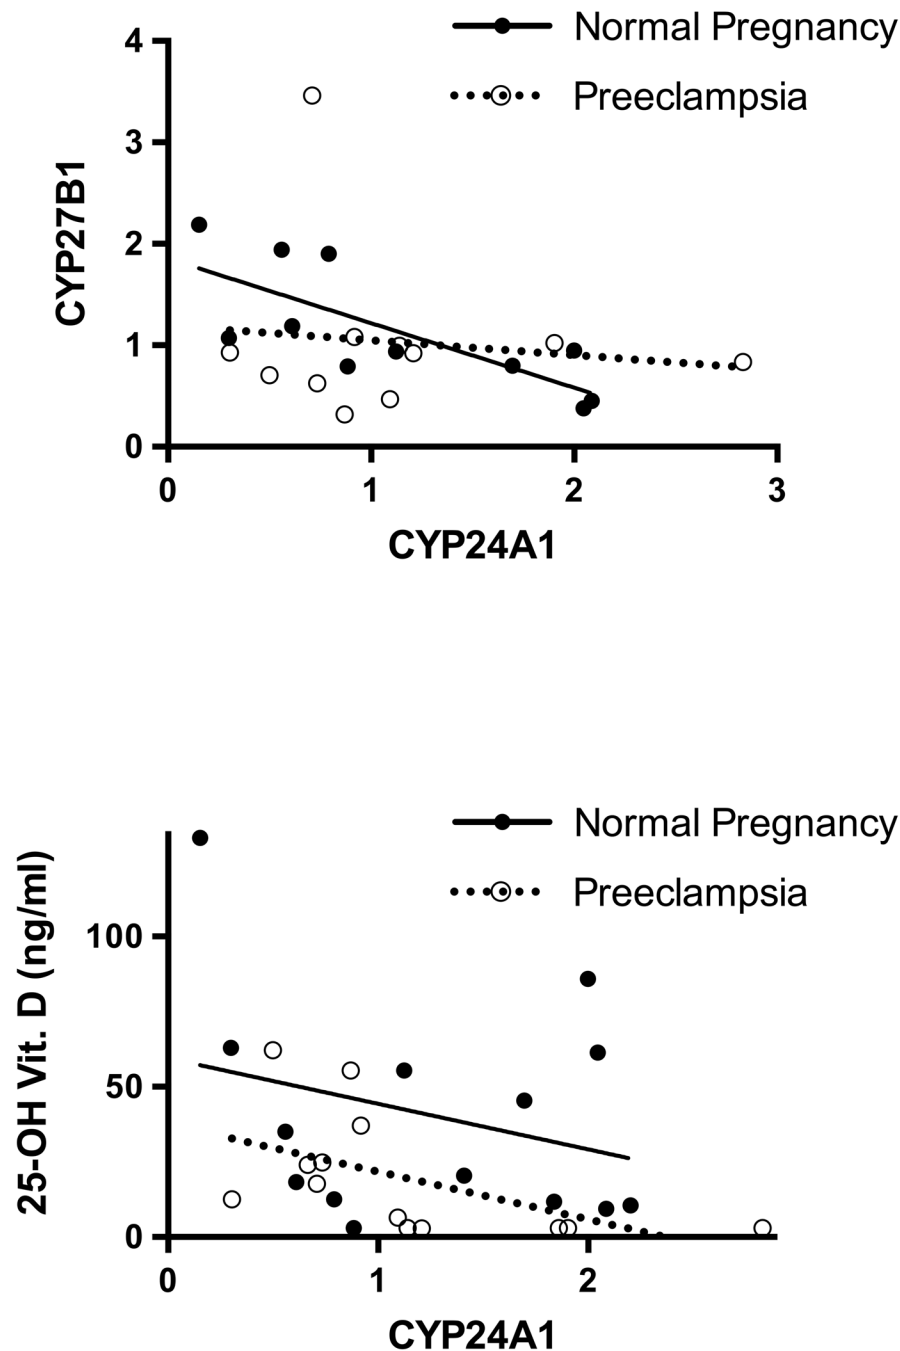 Normal Pregnancy
Preeclampsia
4
3
2
1
0
CYP27B1
0 1 2 3
CYP24A1
Normal Pregnancy
Preeclampsia
100
50
0
25-OH Vit. D (ng/ml)
0 1 2
CYP24A1